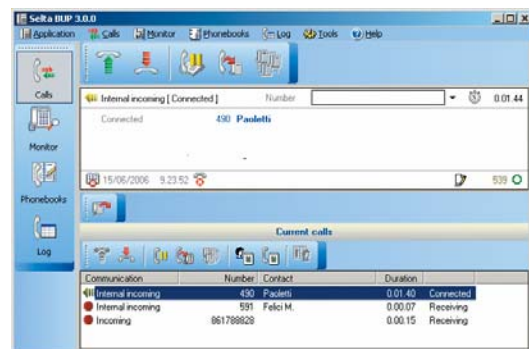 Selta BUP 3.0.0
Application Calls Monitor Phonebooks Log Tools Help
Calls
Internal incoming [ Connected ] Number 0.01.44
Connected 490 Paoletti
Monitor
15/06/2006 9.23.52 539
Phonebooks
Current calls
Log
Communication Number Contact Duration
Internal incoming 490 Paoletti 0.01.40 Connected
Internal incoming 591 Felici M. 0.00.07 Receiving
Incoming 861788828 0.00.15 Receiving